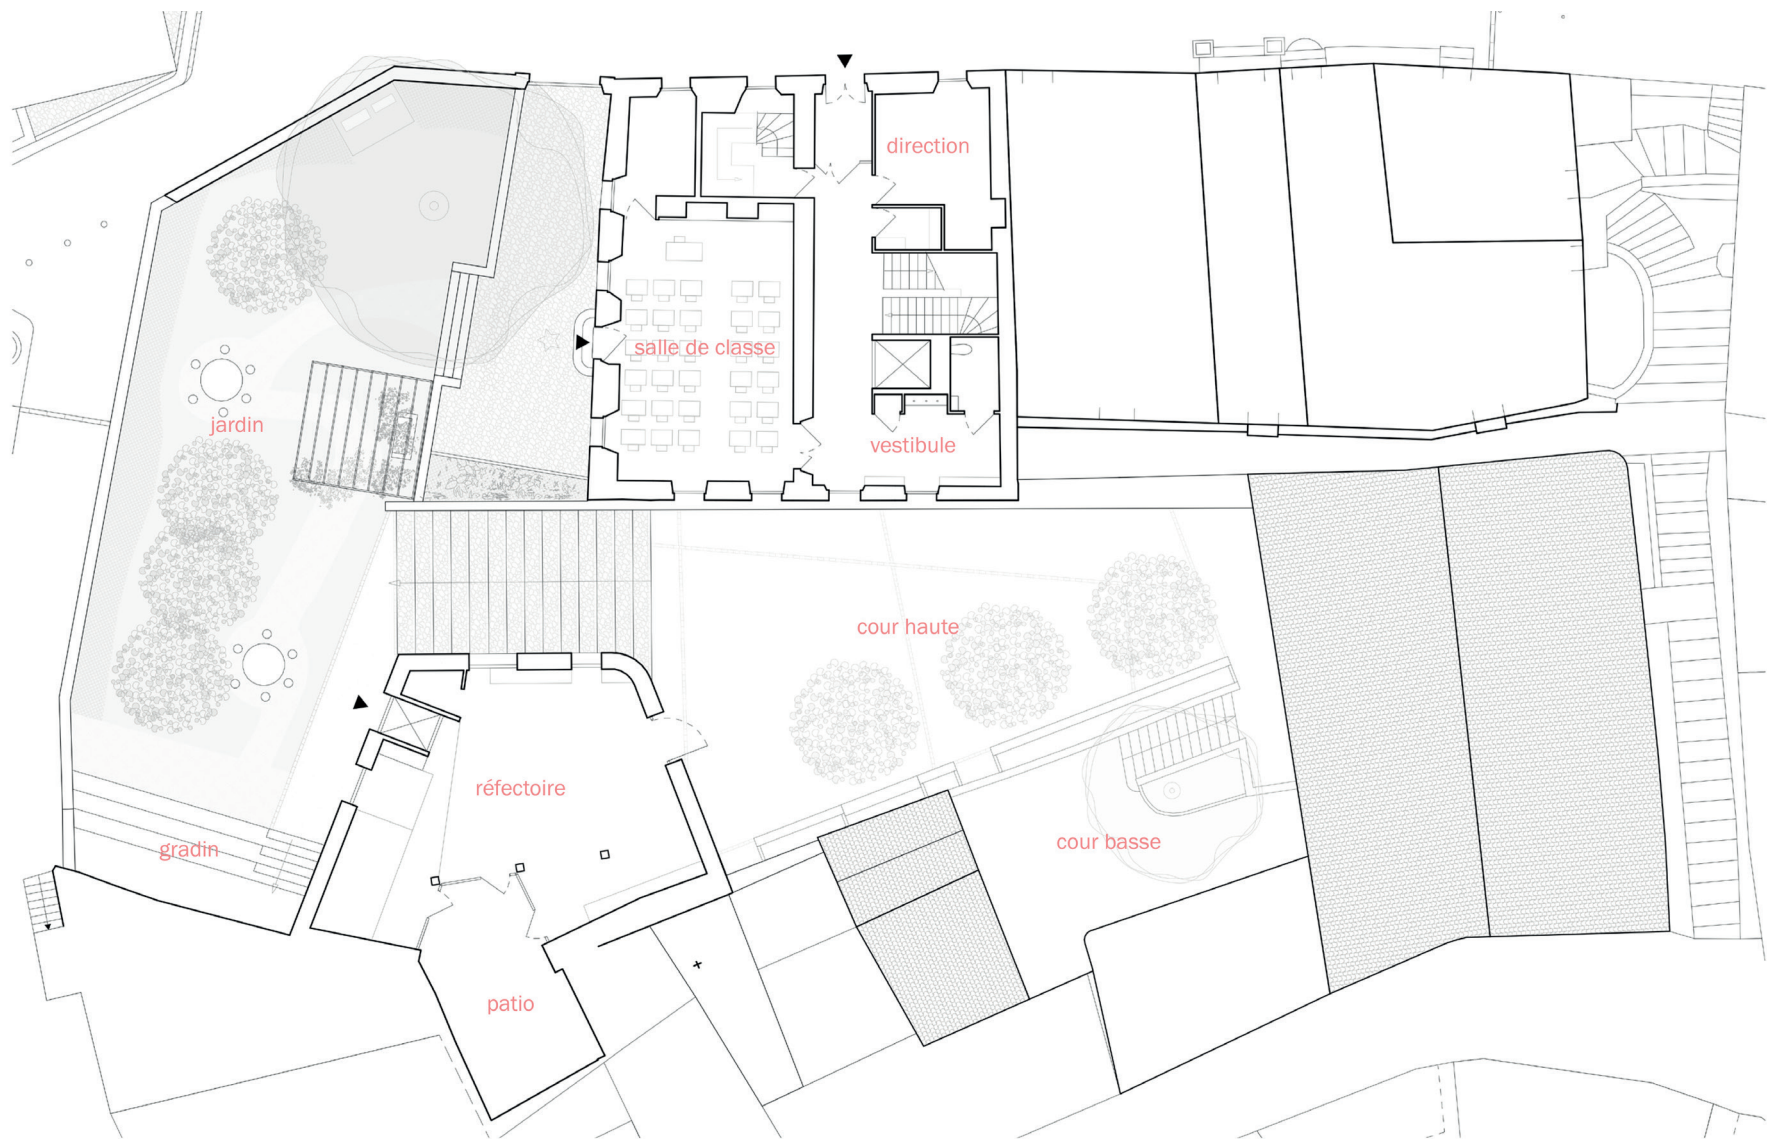 direction
salle de classe
jardin
vestibule
cour haute
réfectoire
gradin
cour basse
patio